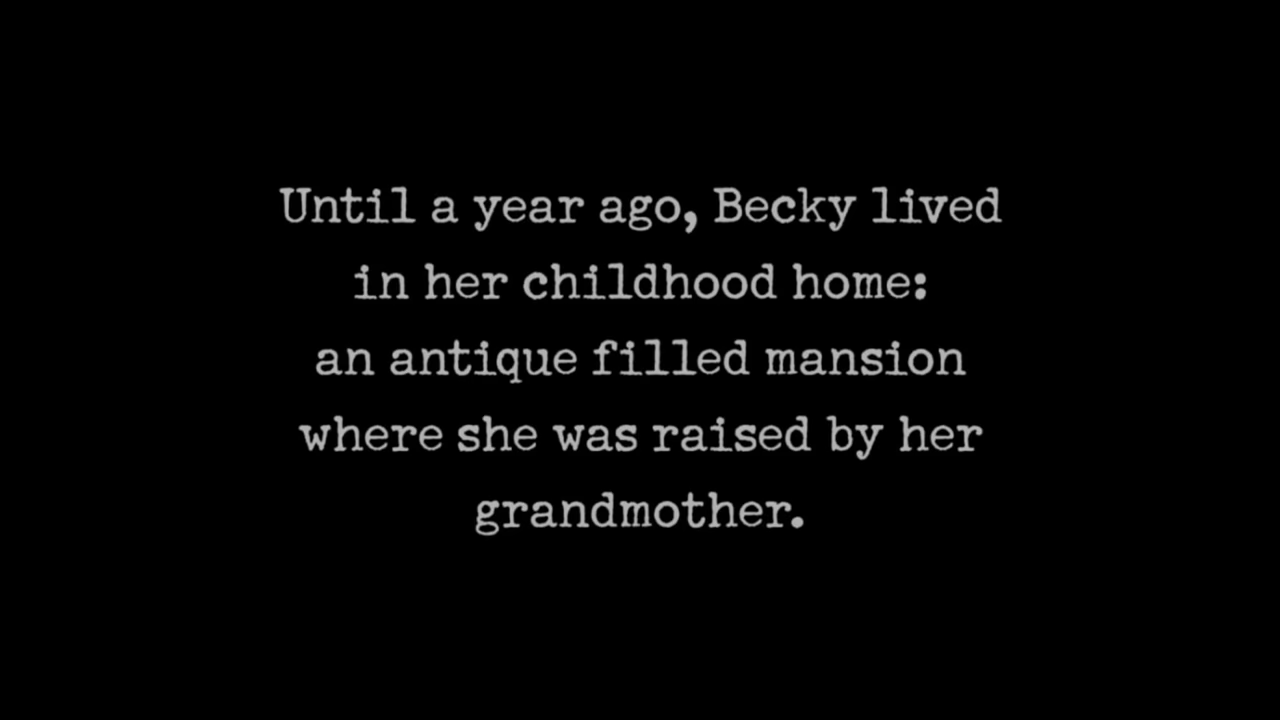 Until a year ago, Becky lived
in her childhood home:
an antique filled mansion
where she was raised by her
grandmother.